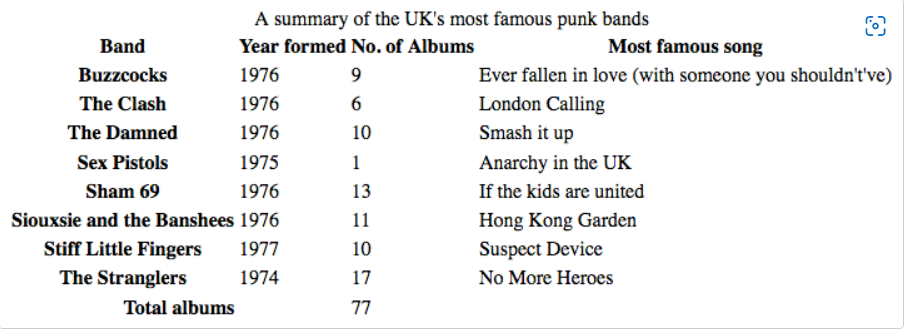 A summary of the UK's most famous punk bands
Band Year formed No. of Albums Most famous song
Buzzcocks 1976 9 Ever fallen in love (with someone you shouldn't've)
The Clash 1976 6 London Calling
The Damned 1976 10 Smash it up
Sex Pistols 1975 1 Anarchy in the UK
Sham 69 1976 13 If the kids are united
Siouxsie and the Banshees 1976 11 Hong Kong Garden
Stiff Little Fingers 1977 10 Suspect Device
The Stranglers 1974 17 No More Heroes
Total albums 77